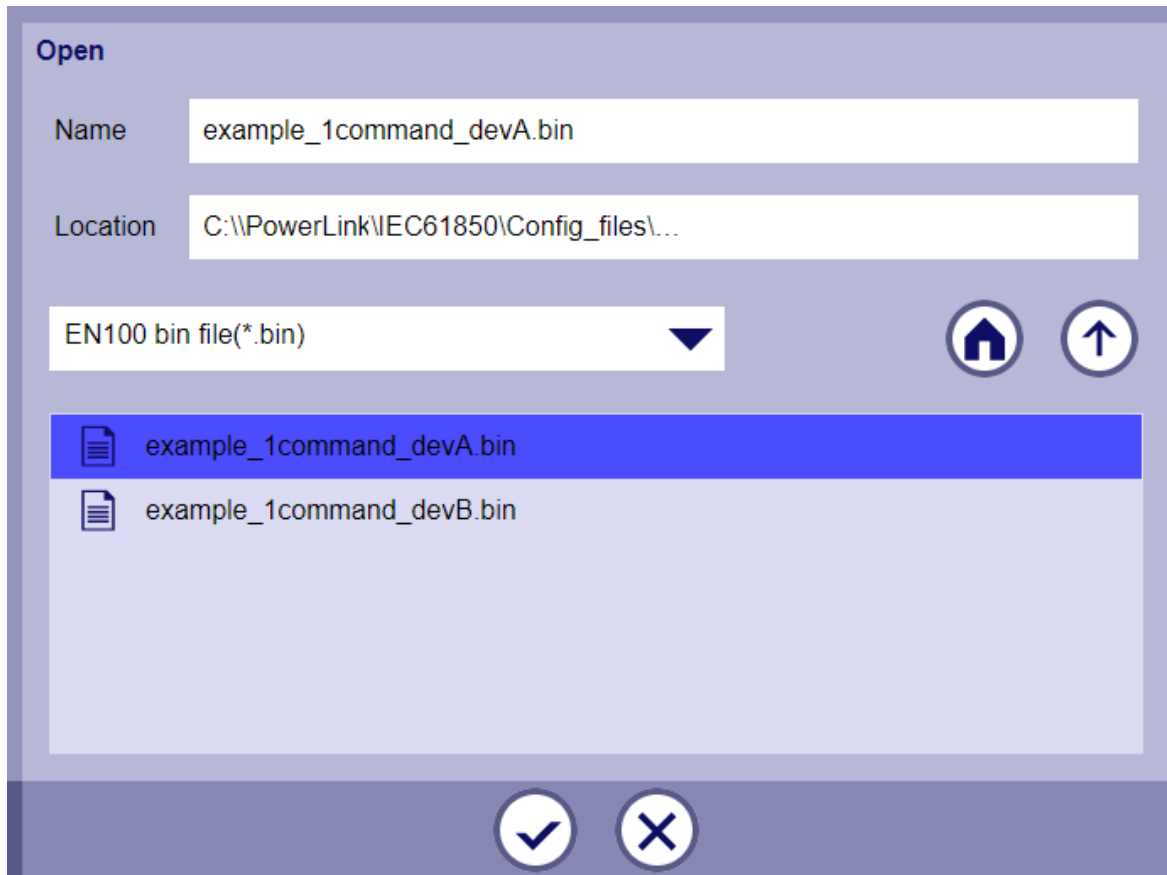 Open
Name example_1command_devA.bin
Location C:\\PowerLink\IEC61850\Config_files\...
EN100 bin file(*.bin)
example_1command_devA.bin
example_1command_devB.bin